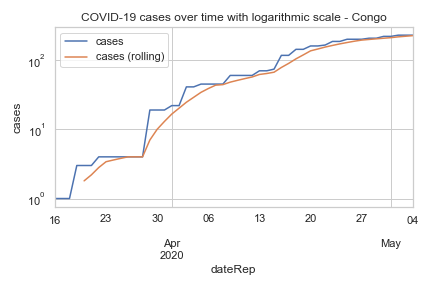 COVID-19 cases over time with logarithmic scale - Congo
cases
cases (rolling)
cases
10²
10¹
10⁰
16 23 30 06 13 20 27 04
Apr May
2020
dateRep